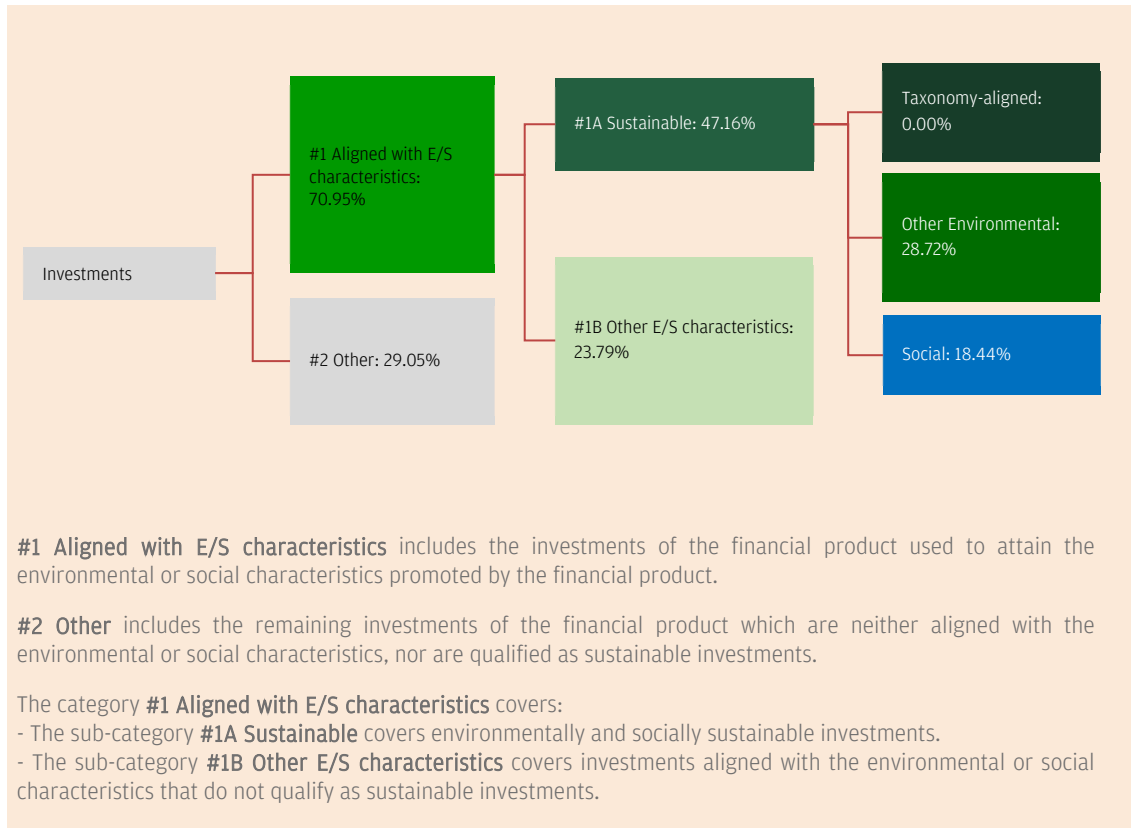 Investments
#1 Aligned with E/S
characteristics:
70.95%
#2 Other: 29.05%
#1A Sustainable: 47.16%
#1B Other E/S characteristics:
23.79%
Taxonomy-aligned:
0.00%
Other Environmental:
28.72%
Social: 18.44%
#1 Aligned with E/S characteristics includes the investments of the financial product used to attain the
environmental or social characteristics promoted by the financial product.
#2 Other includes the remaining investments of the financial product which are neither aligned with the
environmental or social characteristics, nor are qualified as sustainable investments.
The category #1 Aligned with E/S characteristics covers:
- The sub-category #1A Sustainable covers environmentally and socially sustainable investments.
- The sub-category #1B Other E/S characteristics covers investments aligned with the environmental or social
characteristics that do not qualify as sustainable investments.